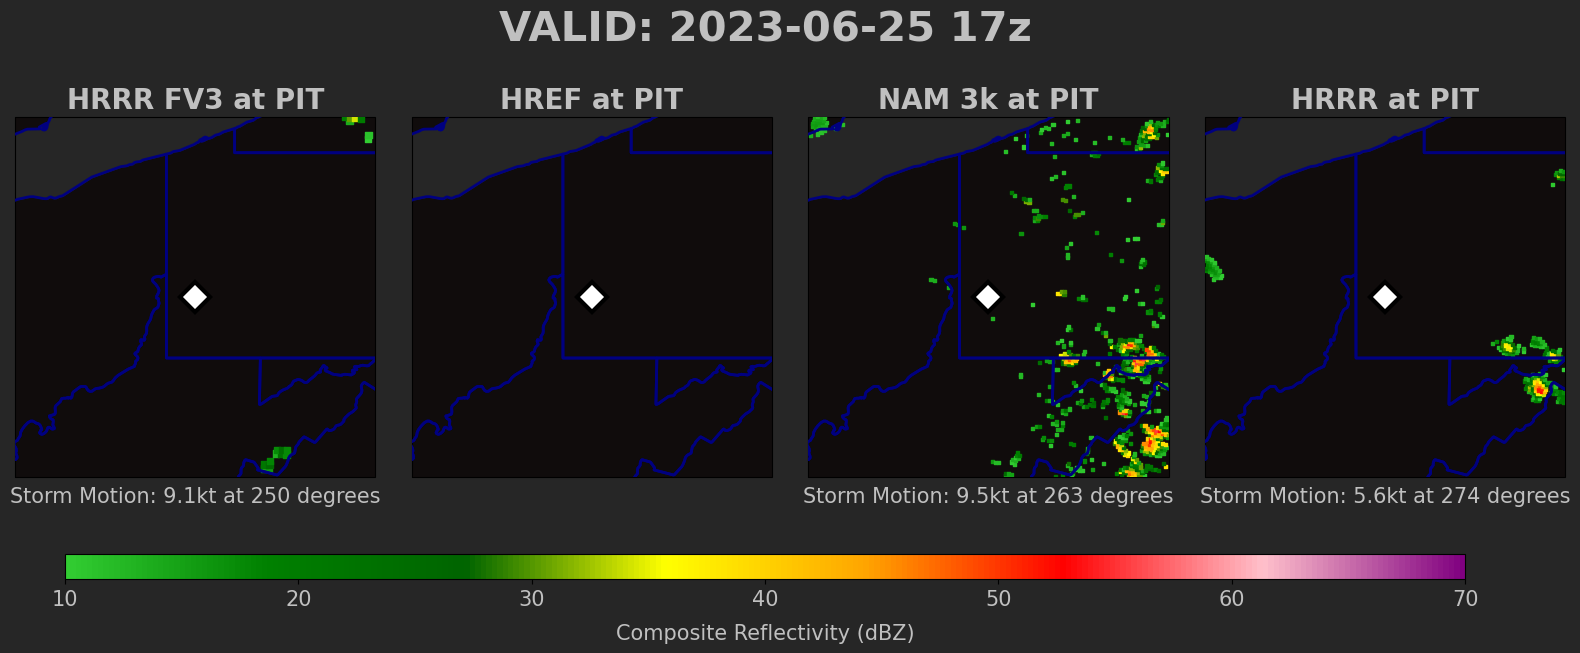 VALID: 2023-06-25 17z
HRRR FV3 at PIT
HREF at PIT
NAM 3k at PIT
HRRR at PIT
Storm Motion: 9.1kt at 250 degrees
Storm Motion: 9.5kt at 263 degrees
Storm Motion: 5.6kt at 274 degrees
10 20 30 40 50 60 70
Composite Reflectivity (dBZ)